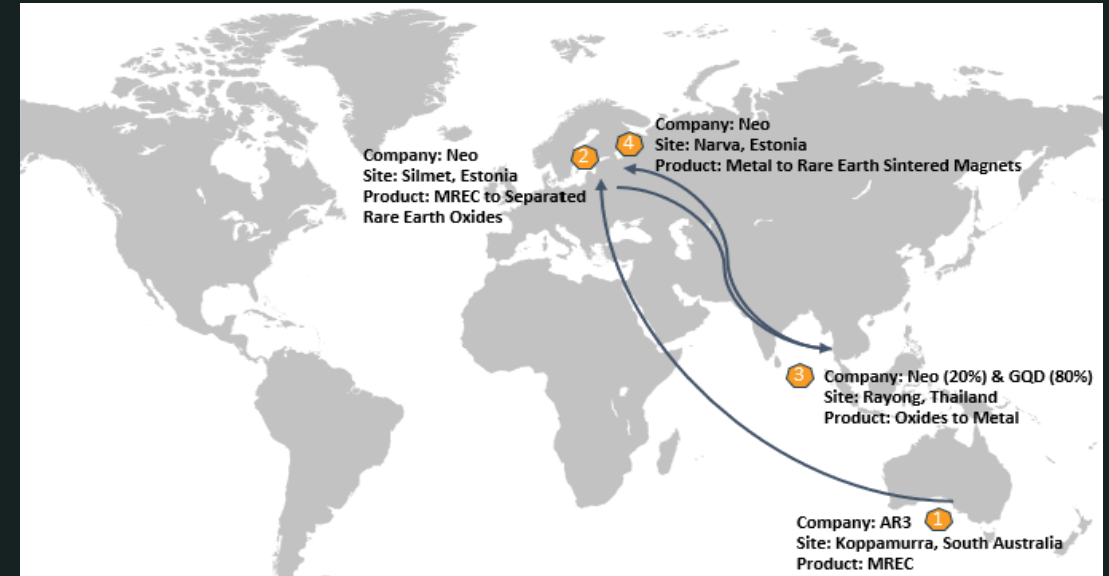 4
Company: Neo
Site: Narva, Estonia
Product: Metal to Rare Earth Sintered Magnets
2
Company: Neo
Site: Silmet, Estonia
Product: MREC to Separated
Rare Earth Oxides
3
Company: Neo (20%) & GQD (80%)
Site: Rayong, Thailand
Product: Oxides to Metal
1
Company: AR3
Site: Koppamurra, South Australia
Product: MREC